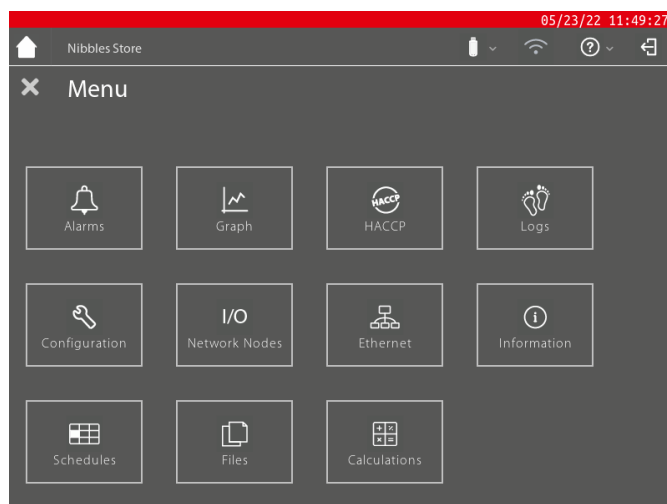 05/23/22 11:49:27
Nibbles Store
Menu
Alarms
Graph
HACCP
HACCP
Logs
Configuration
I/O
Network Nodes
Ethernet
Information
Schedules
Files
Calculations